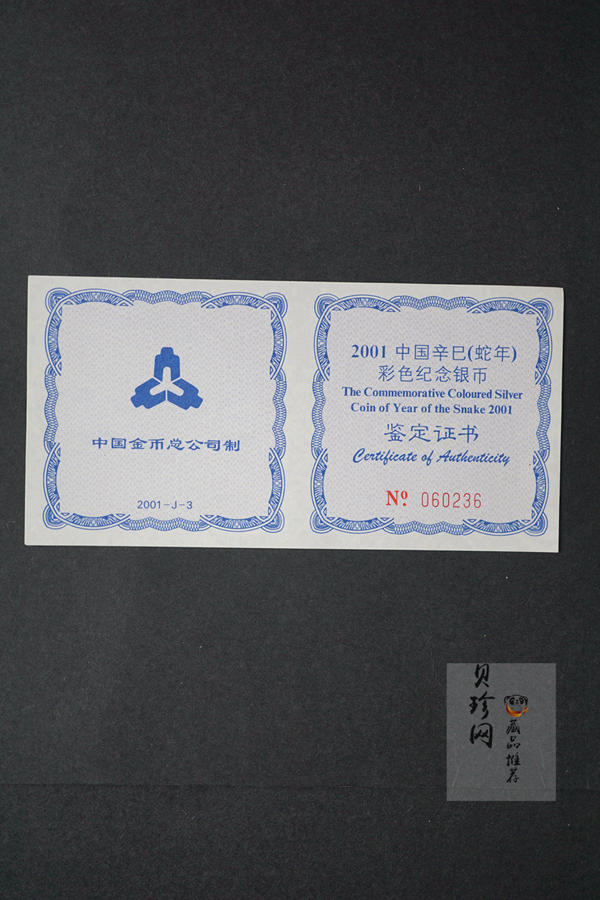 中国金币总公司制
2001-J-3
2001 中国辛巳(蛇年)
彩色纪念银币
The Commemorative Coloured Silver
Coin of Year of the Snake 2001
鉴定证书
Certificate of Authenticity
Nº. 060236
贝珍网
藏品推荐